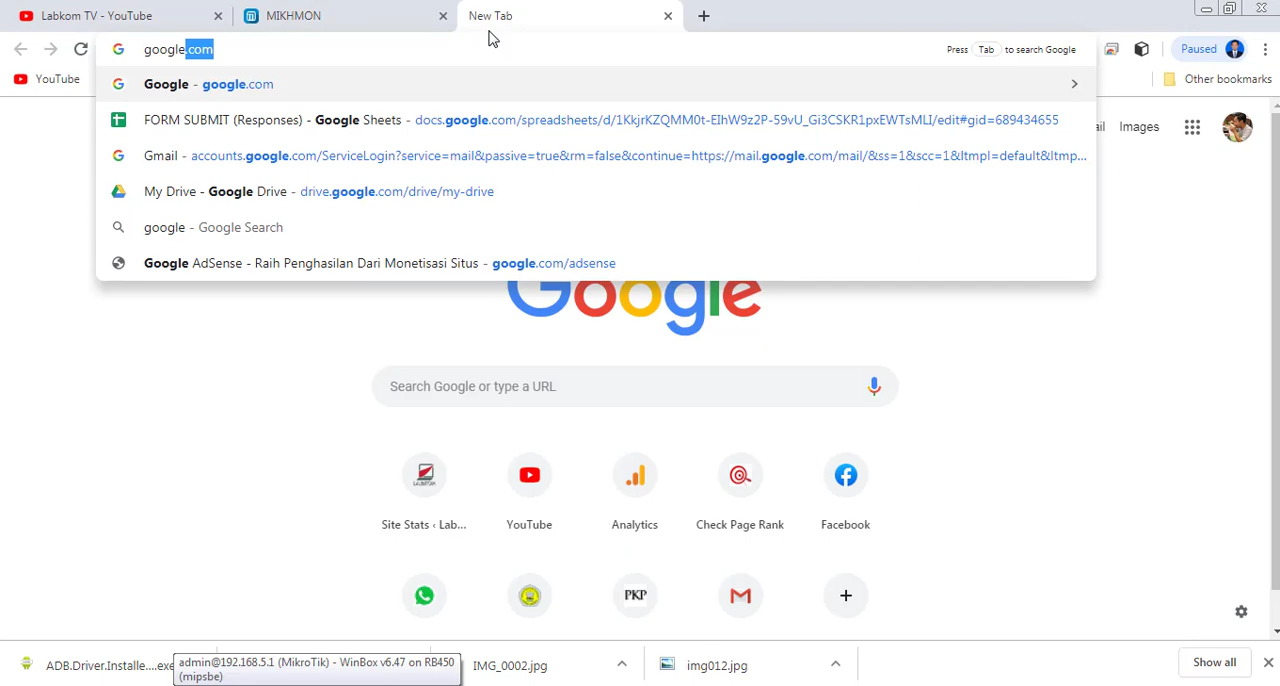 Labkom TV - YouTube
MIKHMON
New Tab
google.com
Press Tab to search Google
Paused
YouTube
Other bookmarks
Google - google.com
FORM SUBMIT (Responses) - Google Sheets - docs.google.com/spreadsheets/d/1KkjrKZQMM0t-EIhW9z2P-59vU_Gi3CSKR1pxEWTsMLI/edit#gid=689434655
Gmail - accounts.google.com/ServiceLogin?service=mail&passive=true&rm=false&continue=https://mail.google.com/mail/&ss=1&scc=1&ltmpl=default&ltmp...
ail Images
My Drive - Google Drive - drive.google.com/drive/my-drive
google - Google Search
Google AdSense - Raih Penghasilan Dari Monetisasi Situs - google.com/adsense
Google
Search Google or type a URL
LABKOM
Site Stats ‹ Lab...
YouTube
Analytics
Check Page Rank
Facebook
PKP
ADB.Driver.Installe....exe
admin@192.168.5.1 (MikroTik) - WinBox v6.47 on RB450
(mipsbe)
IMG_0002.jpg
img012.jpg
Show all